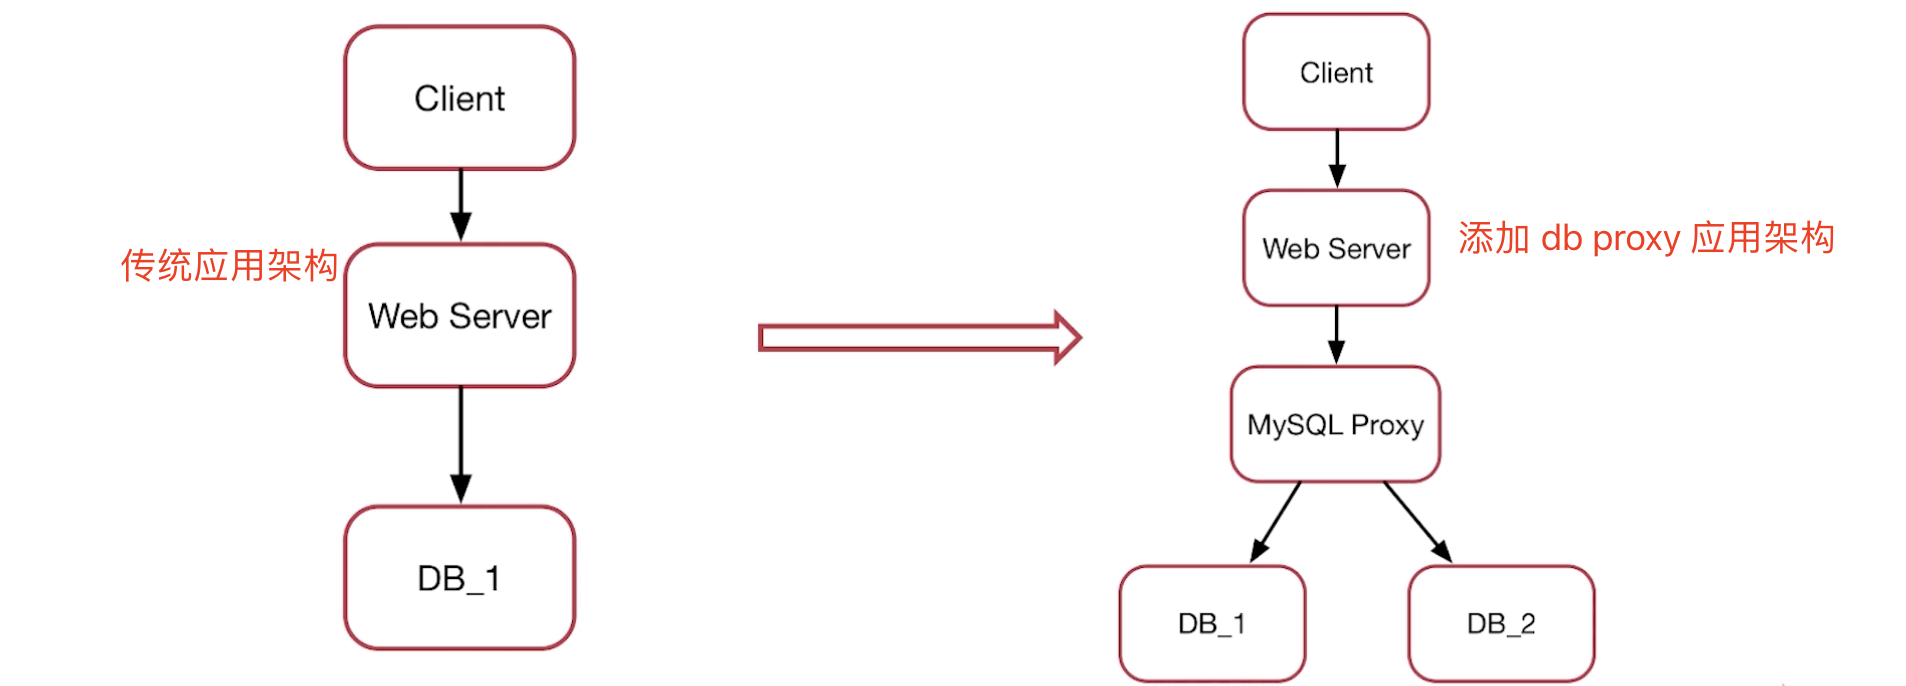 Client
传统应用架构
Web Server
DB_1
Client
Web Server
添加 db proxy 应用架构
MySQL Proxy
DB_1
DB_2